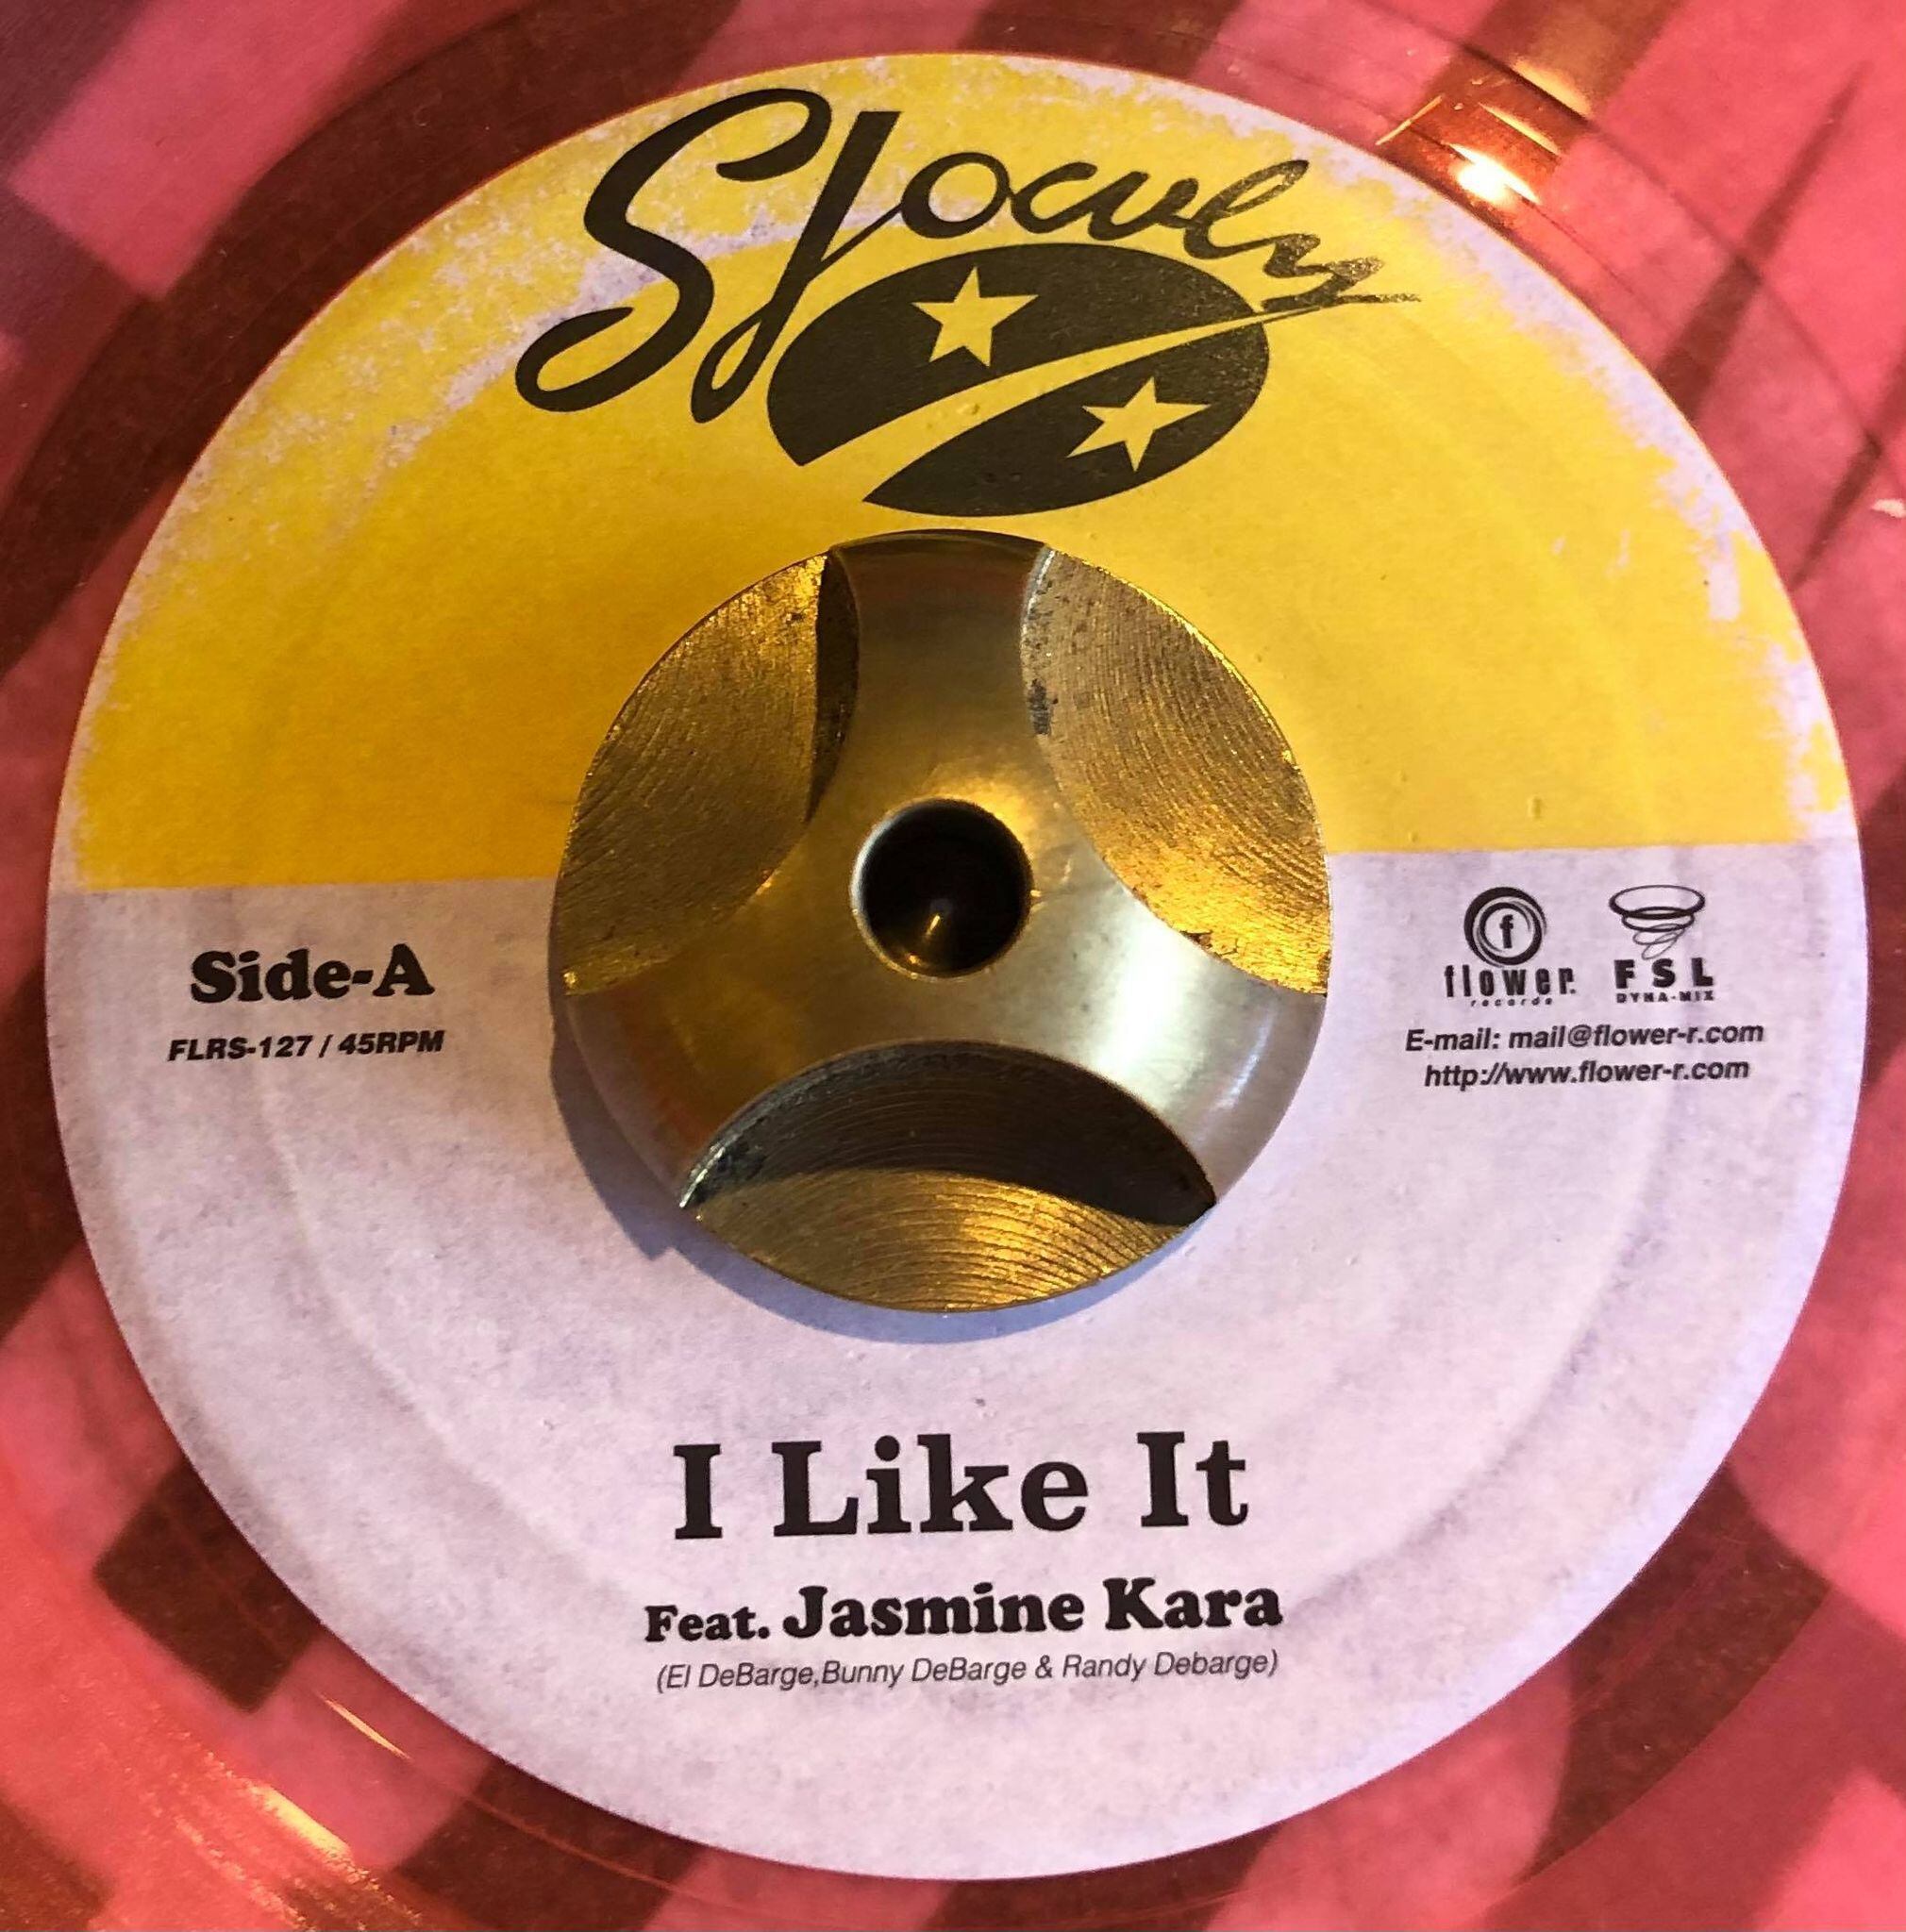 Slowly
Side-A
FLRS-127 / 45RPM
f
flower
records
FSL
DYNA-MIX
E-mail: mail@flower-r.com
http://www.flower-r.com
I Like It
Feat. Jasmine Kara
(El DeBarge,Bunny DeBarge & Randy Debarge)